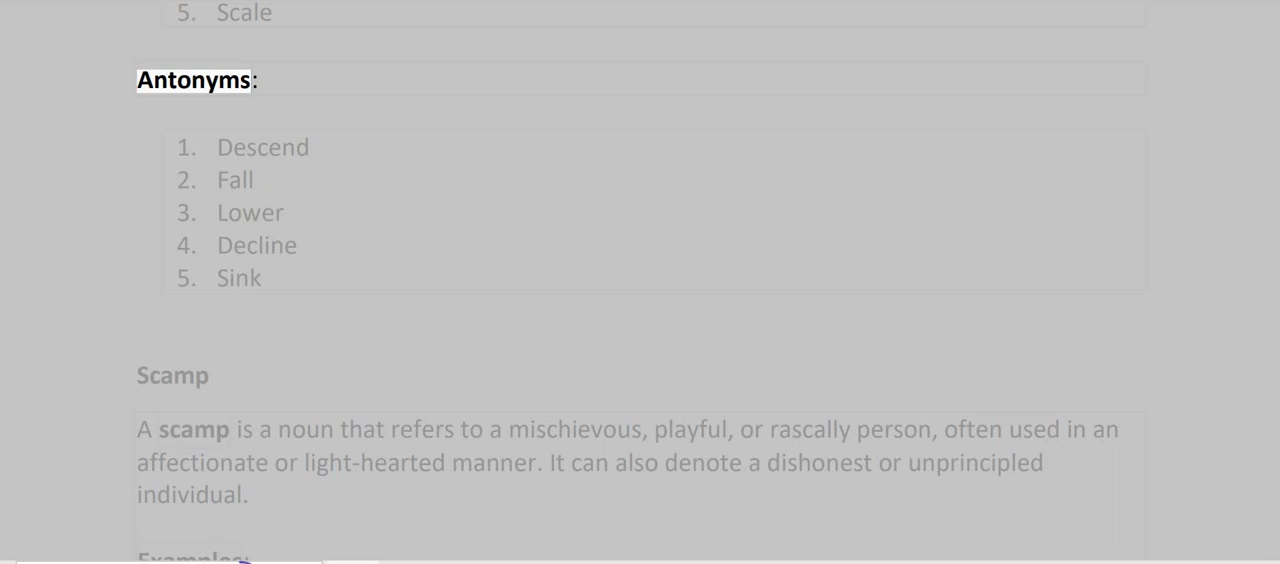 5. Scale
Antonyms:
1. Descend
2. Fall
3. Lower
4. Decline
5. Sink
Scamp
A scamp is a noun that refers to a mischievous, playful, or rascally person, often used in an
affectionate or light-hearted manner. It can also denote a dishonest or unprincipled
individual.
Examples: